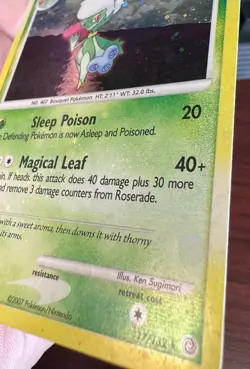 NO. 407 Bouquet Pokémon HT: 2'11" WT: 32.0 lbs.
Sleep Poison 20
Defending Pokémon is now Asleep and Poisoned.
Magical Leaf 40+
in. If heads this attack does 40 damage plus 30 more
and remove 3 damage counters from Roserade.
with a sweet aroma, then downs it with thorny
its arms.
Illus. Ken Sugimori
resistance
retreat cost
©2007 Pokémon/Nintendo